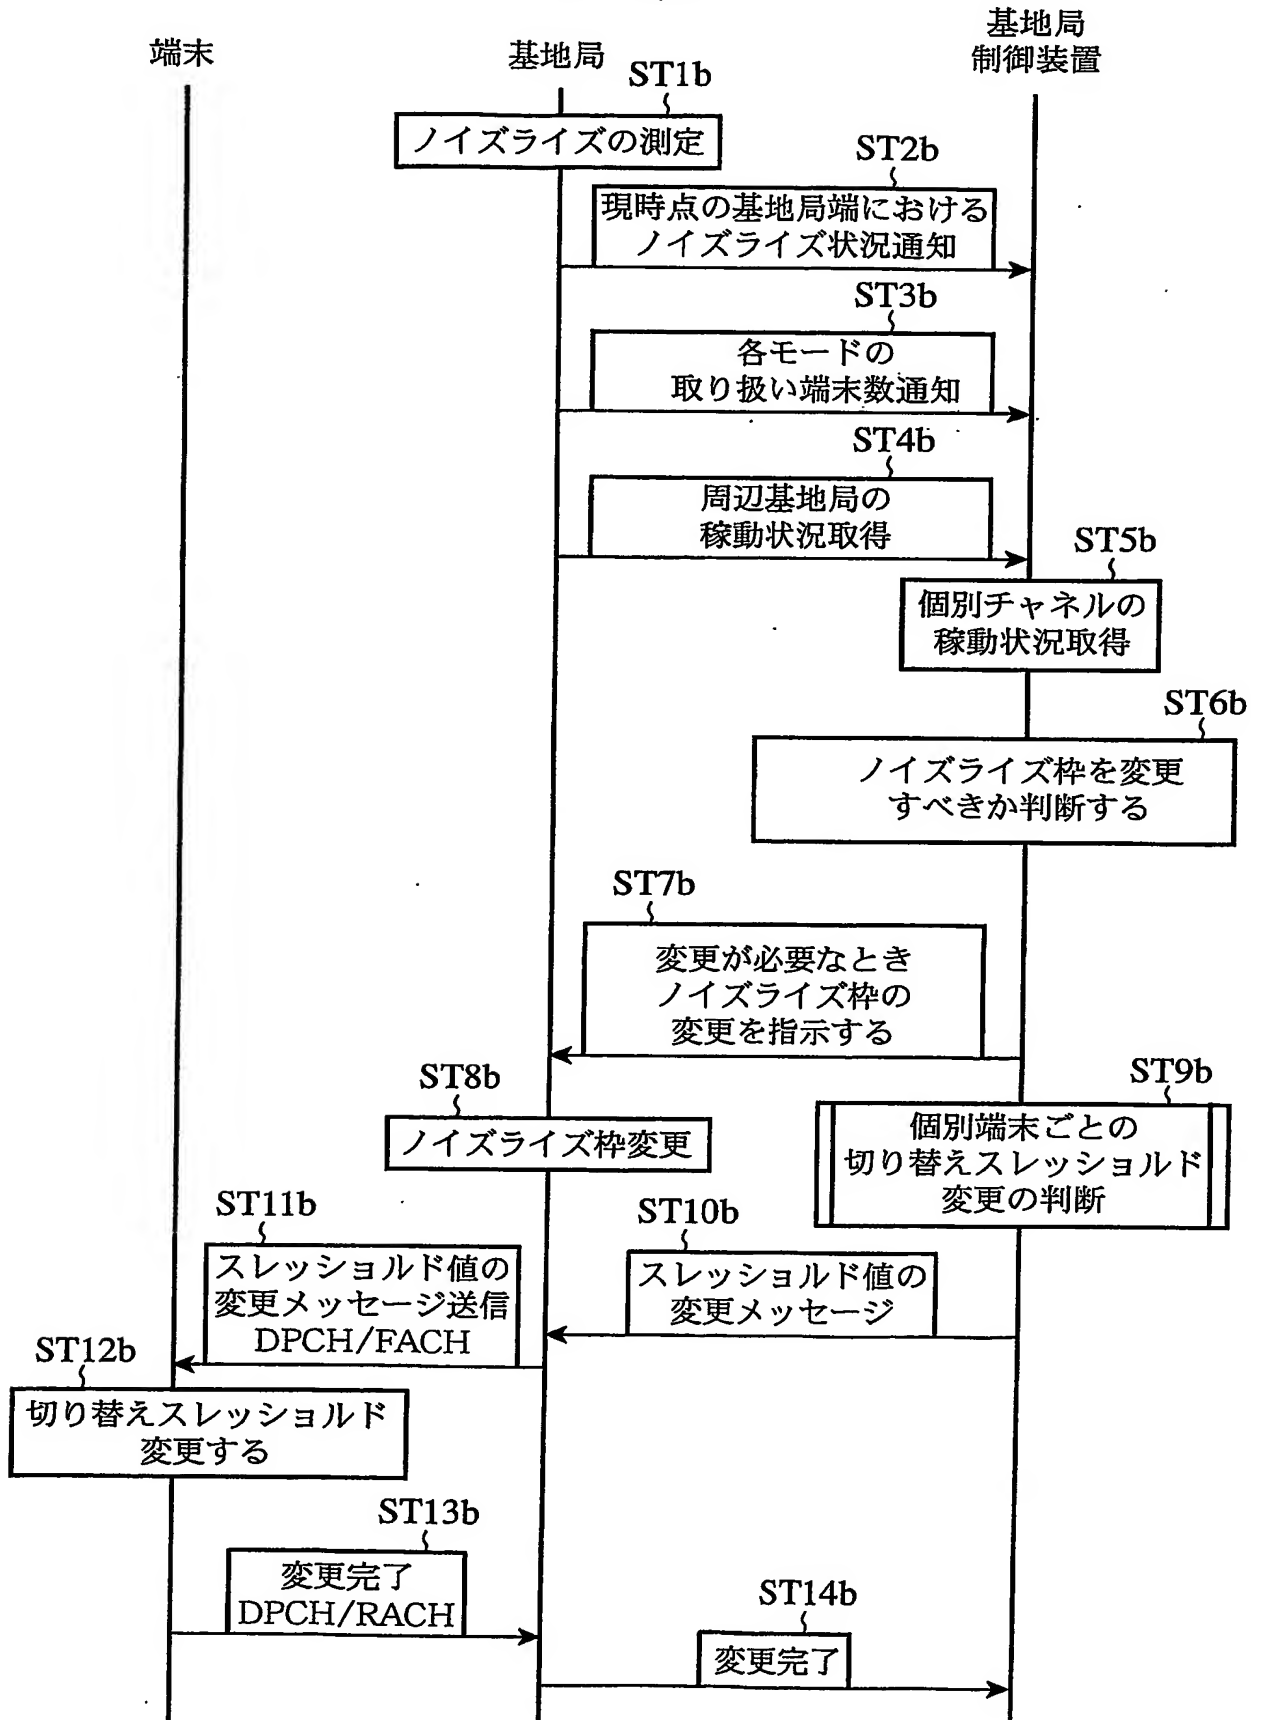 端末
基地局
基地局
制御装置
ST1b
ノイズライズの測定
ST2b
現時点の基地局端における
ノイズライズ状況通知
ST3b
各モードの
取り扱い端末数通知
ST4b
周辺基地局の
稼動状況取得
ST5b
個別チャネルの
稼動状況取得
ST6b
ノイズライズ枠を変更
すべきか判断する
ST7b
変更が必要なとき
ノイズライズ枠の
変更を指示する
ST8b
ノイズライズ枠変更
ST9b
個別端末ごとの
切り替えスレッショルド
変更の判断
ST10b
スレッショルド値の
変更メッセージ
ST11b
スレッショルド値の
変更メッセージ送信
DPCH/FACH
ST12b
切り替えスレッショルド
変更する
ST13b
変更完了
DPCH/RACH
ST14b
変更完了